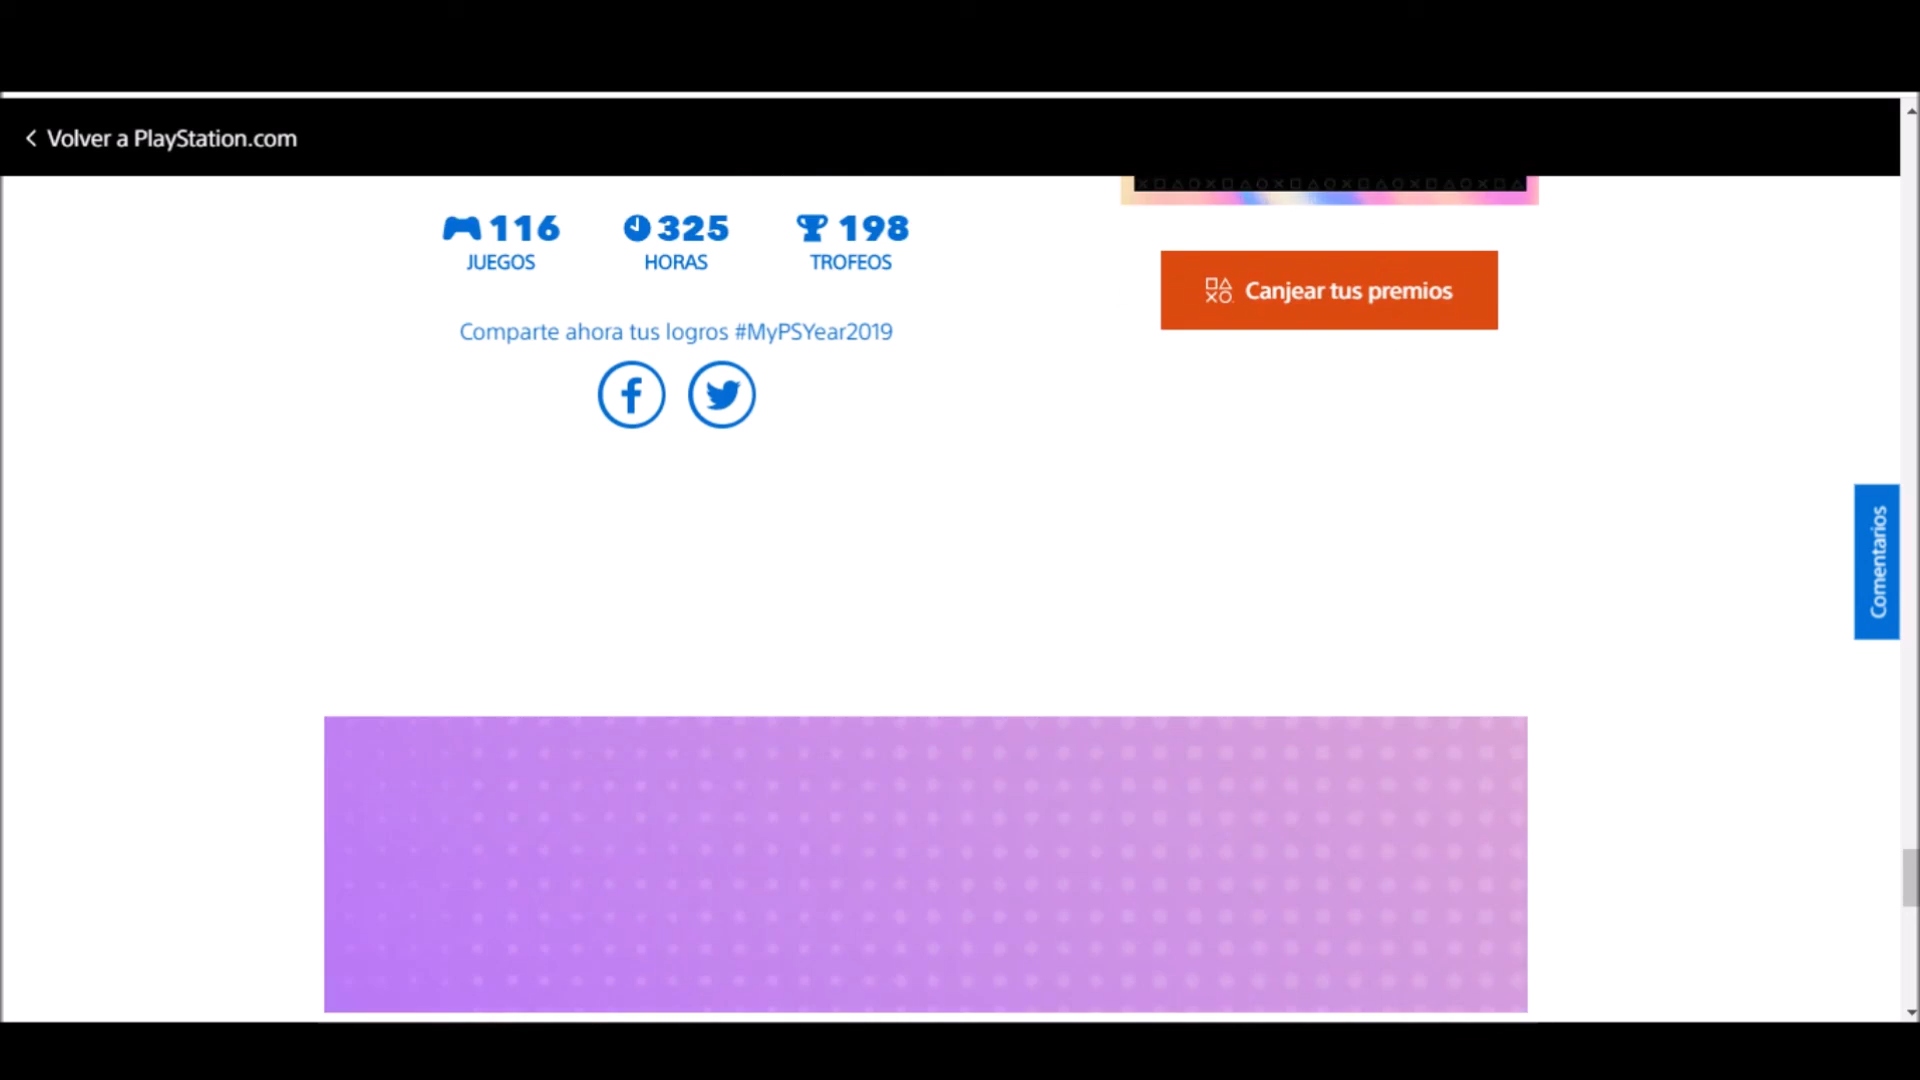 Volver a PlayStation.com
116 325 198
JUEGOS HORAS TROFEOS
Canjear tus premios
Comparte ahora tus logros #MyPSYear2019
Comentarios